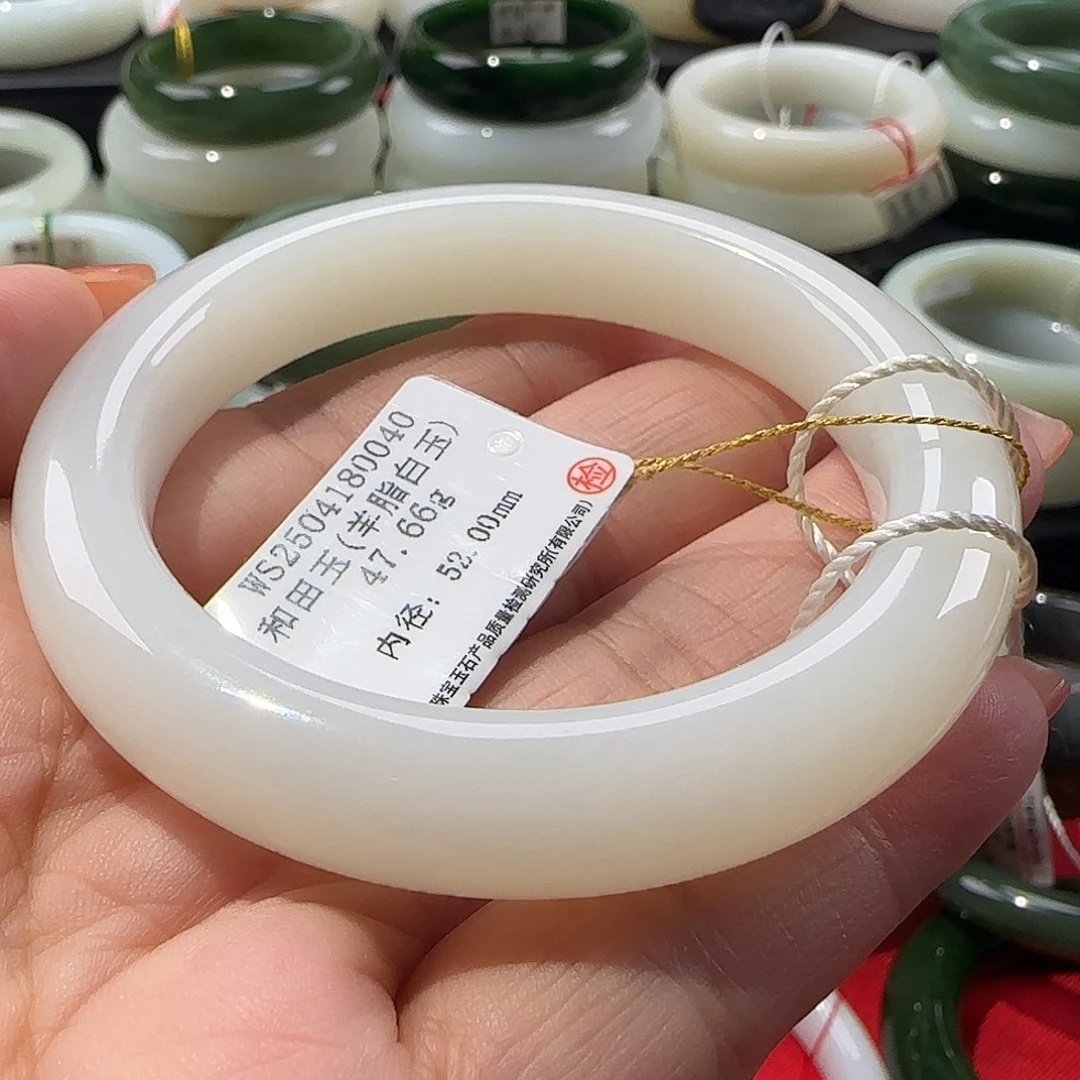 WS2504180040
和田玉(羊脂白玉)
47.66g
内径: 52.00mm
珠宝玉石产品质量检测研究所(有限公司)
检